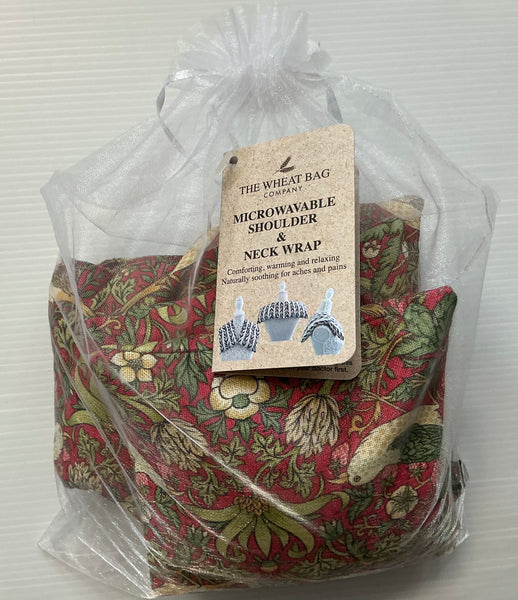 THE WHEAT BAG
COMPANY
MICROWAVABLE
SHOULDER
&
NECK WRAP
Comforting, warming and relaxing
Naturally soothing for aches and pains
doctor first.